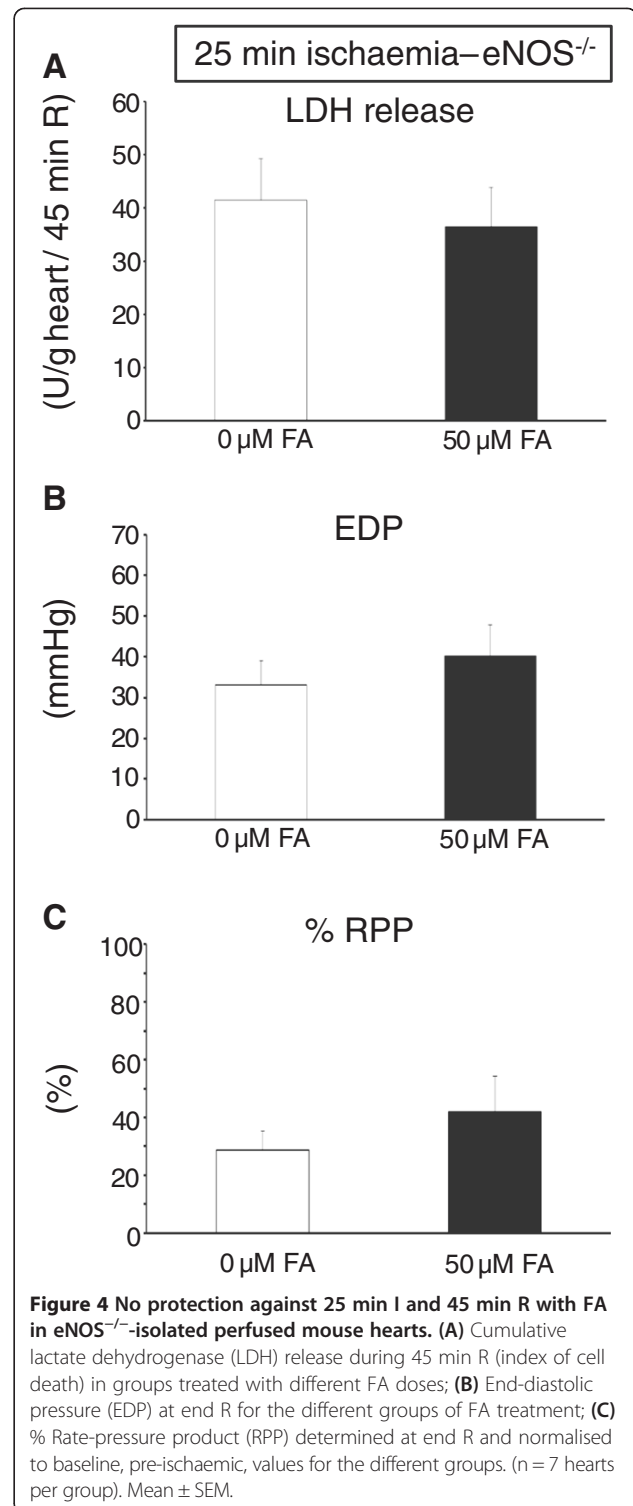 25 min ischaemia–eNOS-/-
A
LDH release
(U/gheart/ 45 min R)
60
50
40
30
20
10
0
0 µM FA
50 µM FA
B
EDP
(mmHg)
70
60
50
40
30
20
10
0
0 µM FA
50 µM FA
C
% RPP
(%)
100
80
60
40
20
0
0 µM FA
50 µM FA
Figure 4 No protection against 25 min I and 45 min R with FA
in eNOS−/−-isolated perfused mouse hearts. (A) Cumulative
lactate dehydrogenase (LDH) release during 45 min R (index of cell
death) in groups treated with different FA doses; (B) End-diastolic
pressure (EDP) at end R for the different groups of FA treatment; (C)
% Rate-pressure product (RPP) determined at end R and normalised
to baseline, pre-ischaemic, values for the different groups. (n = 7 hearts
per group). Mean ± SEM.